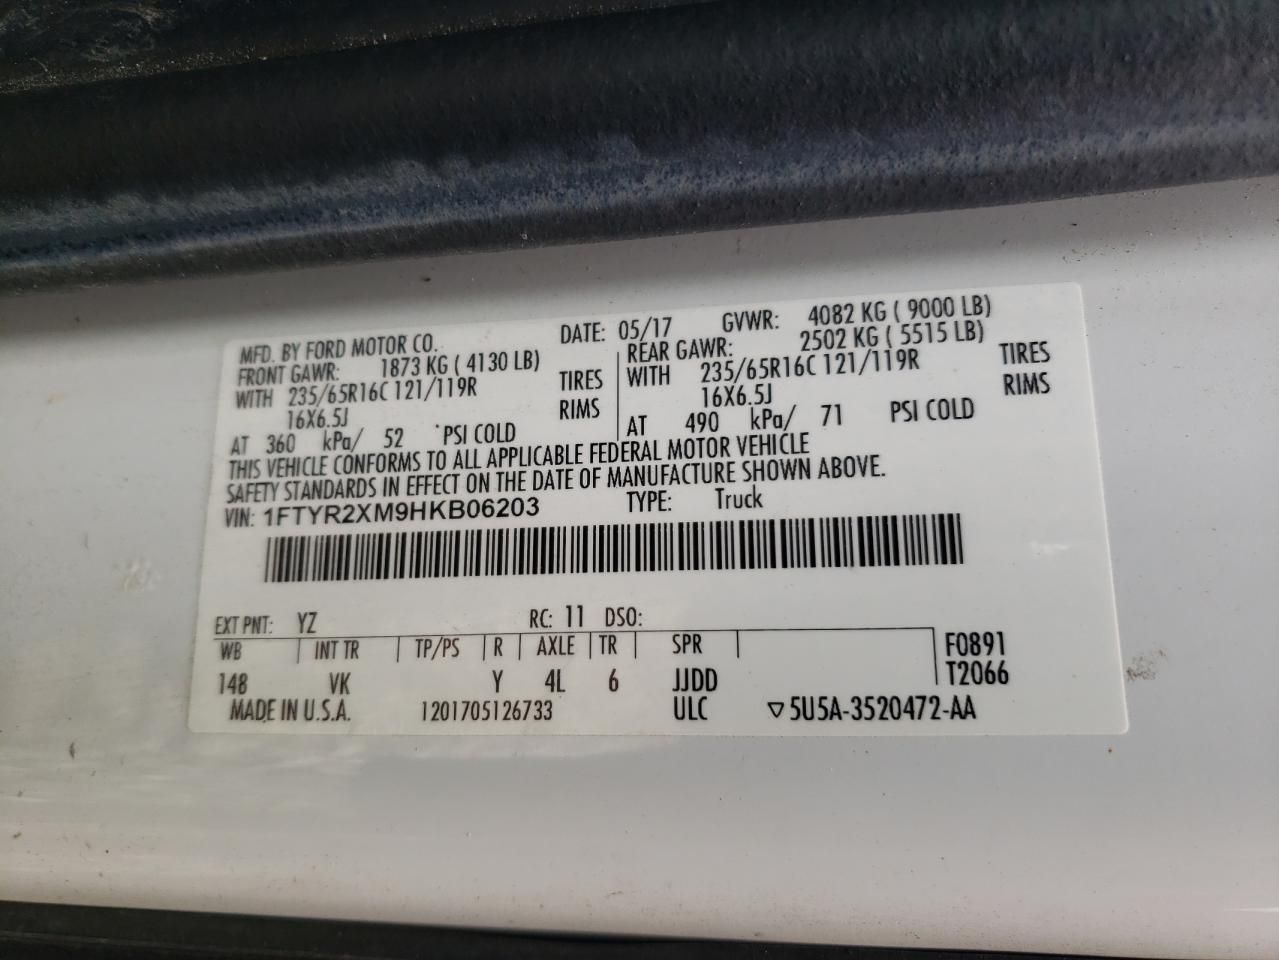 MFD. BY FORD MOTOR CO. DATE: 05/17 GVWR: 4082 KG ( 9000 LB)
FRONT GAWR: 1873 KG ( 4130 LB) REAR GAWR: 2502 KG ( 5515 LB)
WITH 235/65R16C 121/119R TIRES WITH 235/65R16C 121/119R TIRES
16X6.5J RIMS 16X6.5J RIMS
AT 360 kPa/ 52 PSI COLD AT 490 kPa/ 71 PSI COLD
THIS VEHICLE CONFORMS TO ALL APPLICABLE FEDERAL MOTOR VEHICLE
SAFETY STANDARDS IN EFFECT ON THE DATE OF MANUFACTURE SHOWN ABOVE.
VIN: 1FTYR2XM9HKB06203 TYPE: Truck
EXT PNT: YZ RC: 11 DSO:
WB INT TR TP/PS R AXLE TR SPR F0891
148 VK Y 4L 6 JJDD T2066
MADE IN U.S.A. 1201705126733 ULC ▽5U5A-3520472-AA